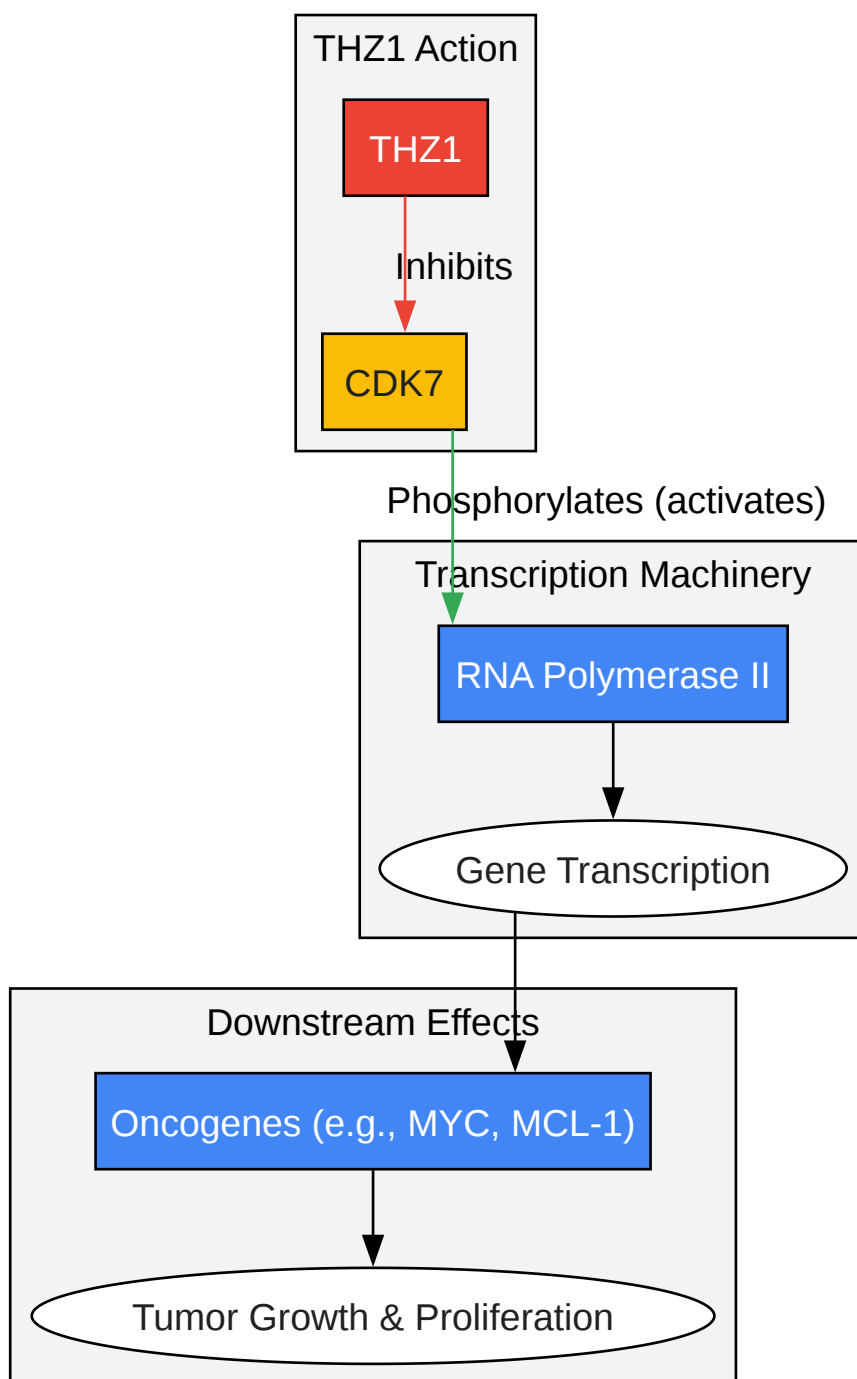 THZ1 Action
THZ1
Inhibits
CDK7
Phosphorylates (activates)
Transcription Machinery
RNA Polymerase II
Gene Transcription
Downstream Effects
Oncogenes (e.g., MYC, MCL-1)
Tumor Growth & Proliferation